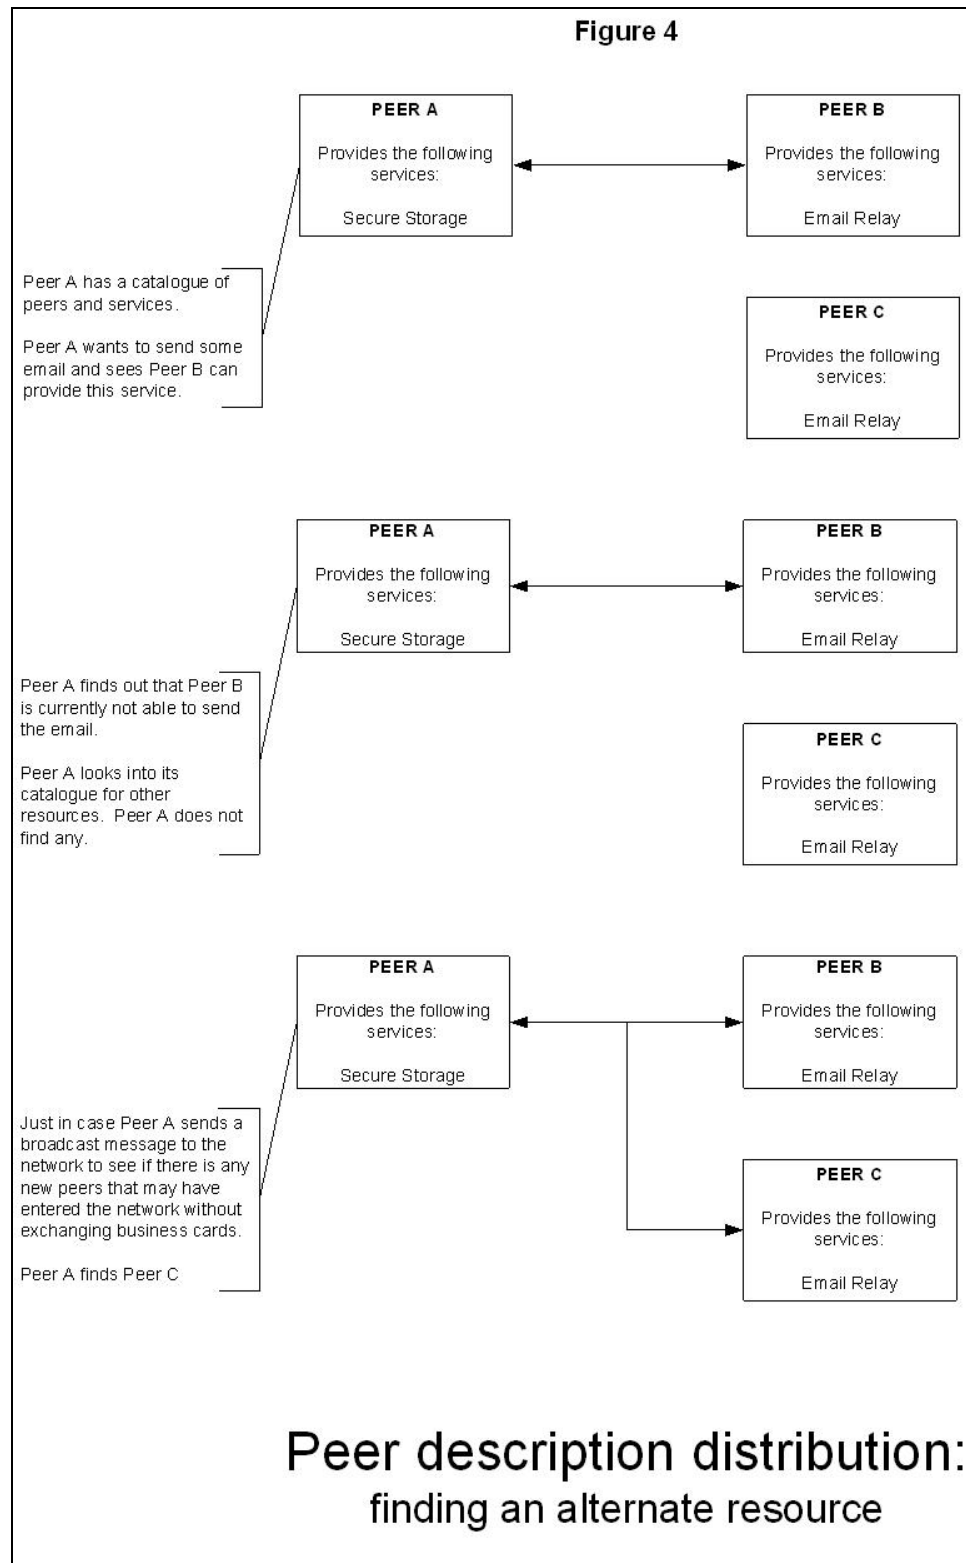 Figure 4
PEER A
Provides the following
services:
Secure Storage
PEER B
Provides the following
services:
Email Relay
Peer A has a catalogue of
peers and services.
Peer A wants to send some
email and sees Peer B can
provide this service.
PEER C
Provides the following
services:
Email Relay
PEER A
Provides the following
services:
Secure Storage
PEER B
Provides the following
services:
Email Relay
Peer A finds out that Peer B
is currently not able to send
the email.
Peer A looks into its
catalogue for other
resources. Peer A does not
find any.
PEER C
Provides the following
services:
Email Relay
PEER A
Provides the following
services:
Secure Storage
PEER B
Provides the following
services:
Email Relay
Just in case Peer A sends a
broadcast message to the
network to see if there is any
new peers that may have
entered the network without
exchanging business cards.
Peer A finds Peer C
PEER C
Provides the following
services:
Email Relay
Peer description distribution:
finding an alternate resource